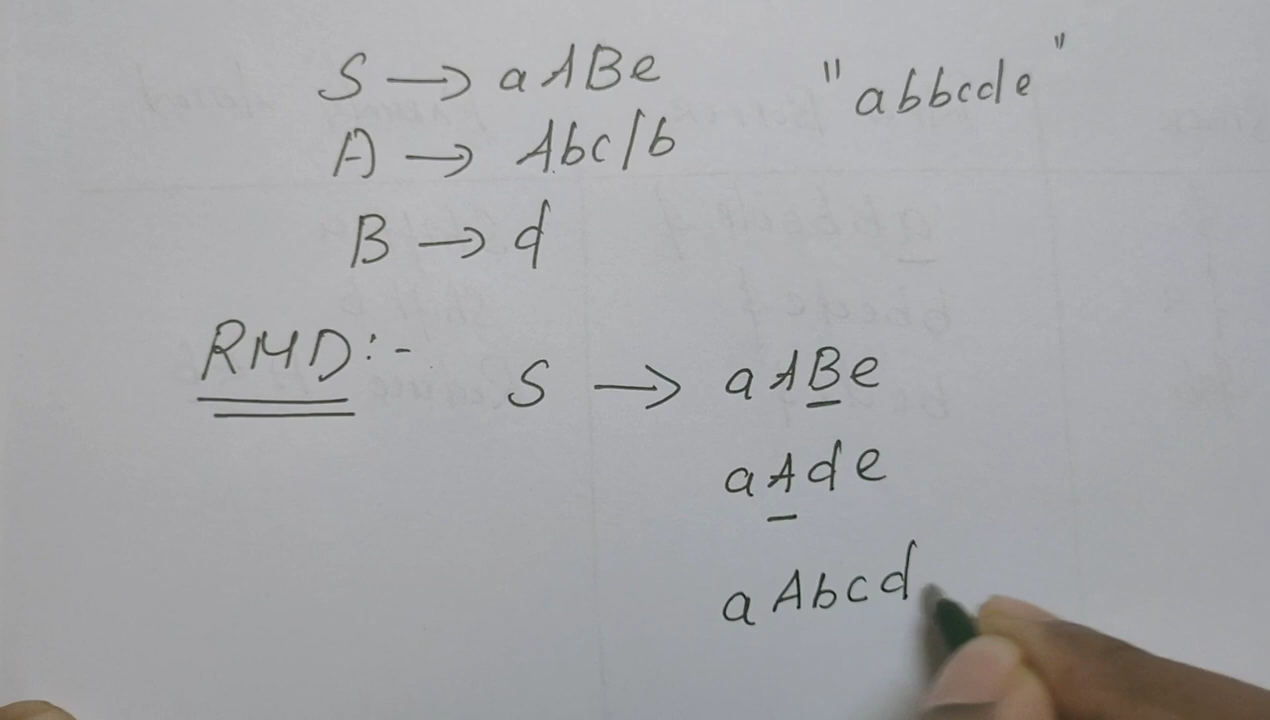 S → aABe "abbcde"
A → Abc/b
B → d
RMD:- S → aABe
aAde
aAbcd